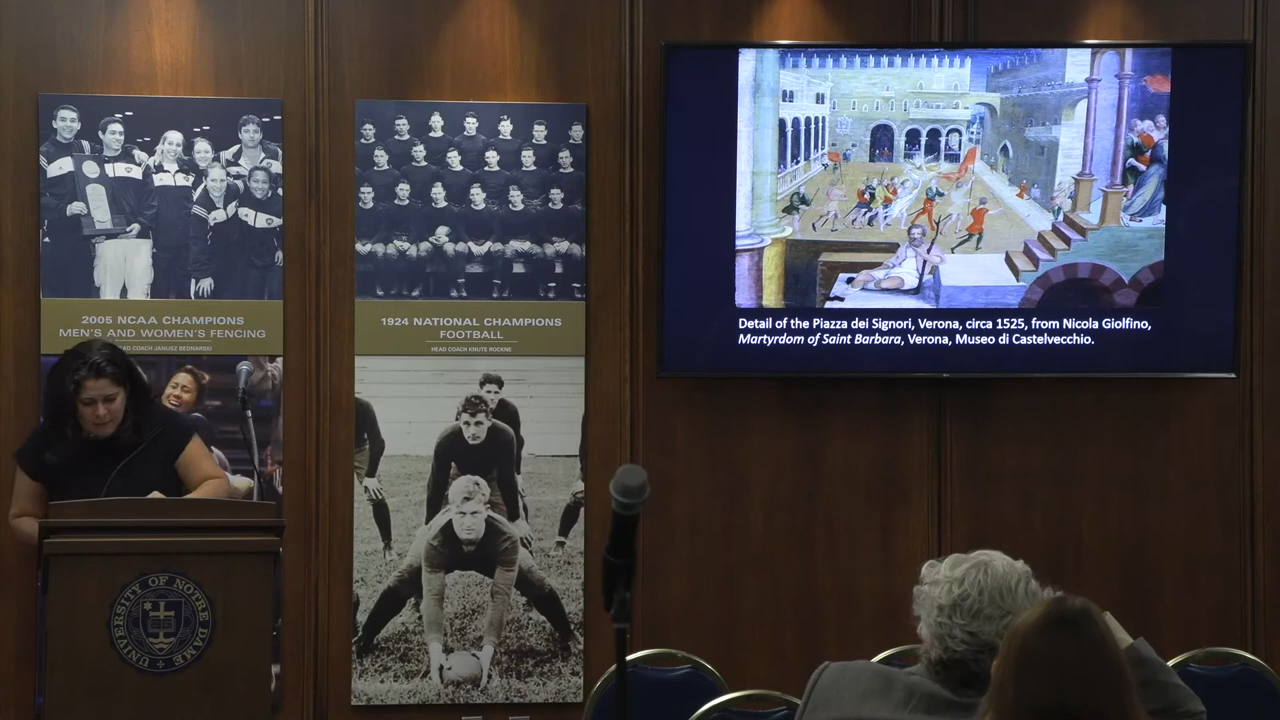 2005 NCAA CHAMPIONS
MEN'S AND WOMEN'S FENCING
HEAD COACH JANUSZ BEDNARSKI
1924 NATIONAL CHAMPIONS
FOOTBALL
HEAD COACH KNUTE ROCKNE
Detail of the Piazza dei Signori, Verona, circa 1525, from Nicola Giolfino,
Martyrdom of Saint Barbara, Verona, Museo di Castelvecchio.
UNIVERSITY OF NOTRE DAME